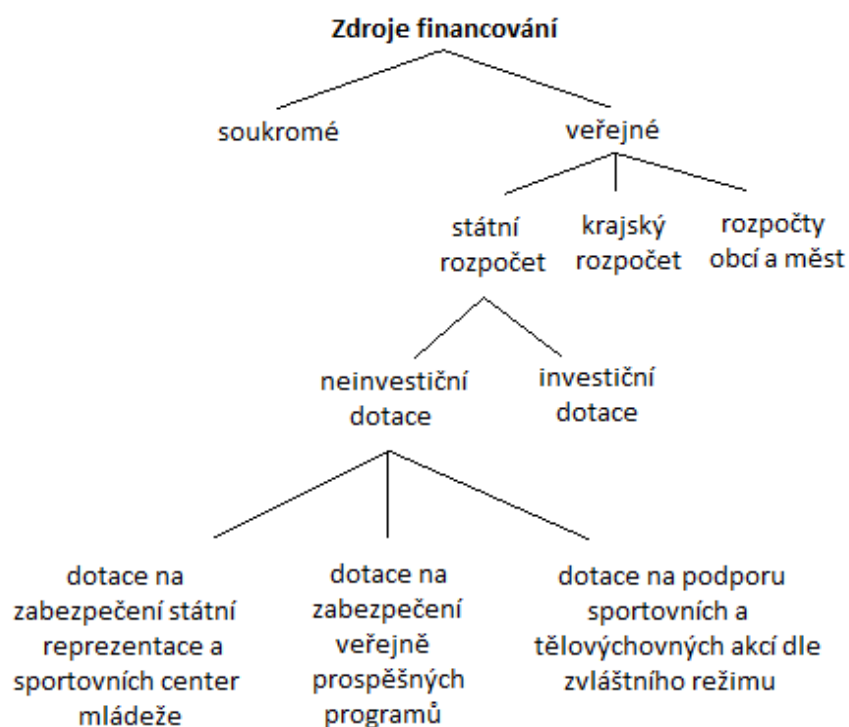 Zdroje financování
soukromé
veřejné
státní
rozpočet
krajský
rozpočet
rozpočty
obcí a měst
neinvestiční
dotace
investiční
dotace
dotace na
zabezpečení státní
reprezentace a
sportovních center
mládeže
dotace na
zabezpečení
veřejně
prospěšných
programů
dotace na podporu
sportovních a
tělovýchovných akcí dle
zvláštního režimu